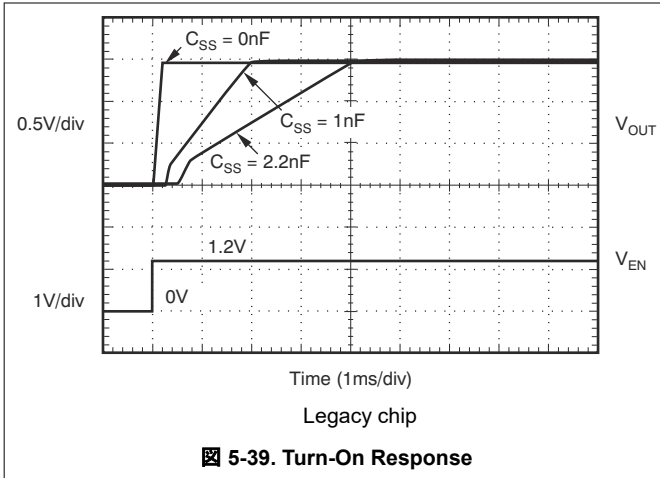 C_SS = 0nF
0.5V/div
C_SS = 1nF
V_OUT
C_SS = 2.2nF
1.2V
V_EN
1V/div
0V
Time (1ms/div)
Legacy chip
図 5-39. Turn-On Response